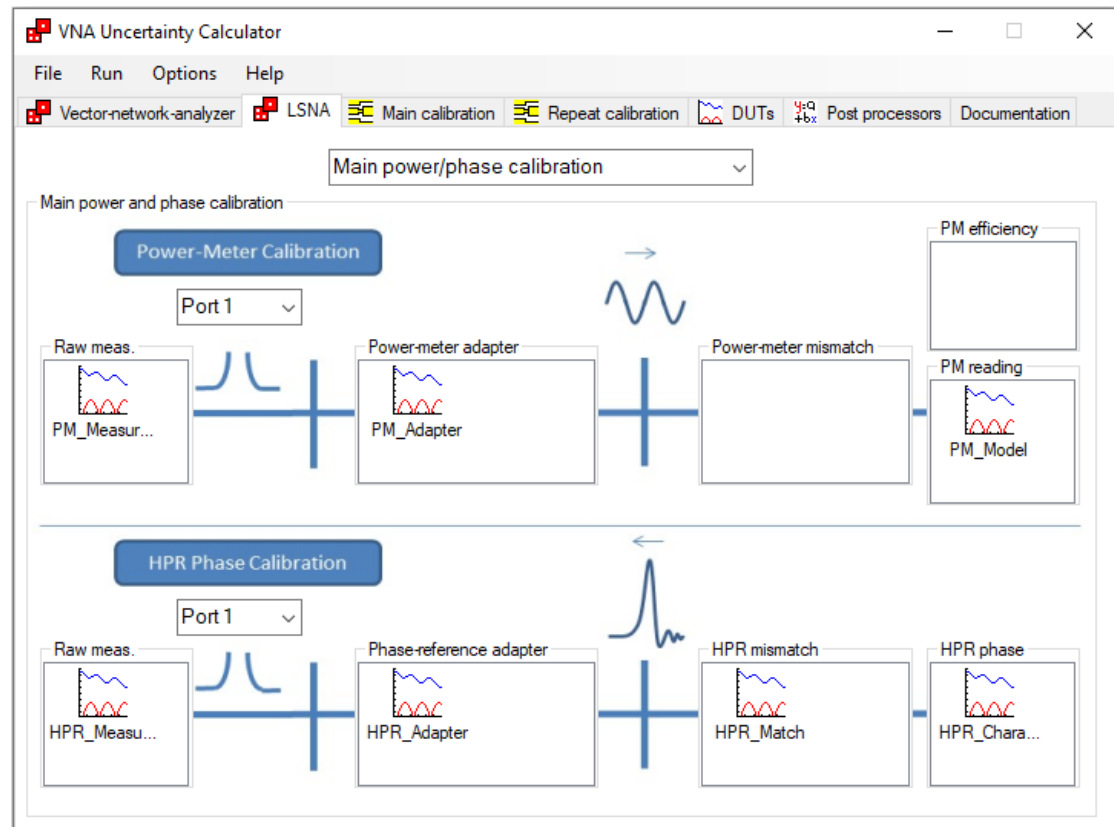 VNA Uncertainty Calculator
File Run Options Help
Vector-network-analyzer LSNA Main calibration Repeat calibration DUTs Post processors Documentation
Main power/phase calibration
Main power and phase calibration
Power-Meter Calibration
PM efficiency
Port 1
Raw meas. Power-meter adapter Power-meter mismatch
PM reading
PM_Measur... PM_Adapter
PM_Model
HPR Phase Calibration
Port 1
Raw meas. Phase-reference adapter HPR mismatch HPR phase
HPR_Measu... HPR_Adapter HPR_Match HPR_Chara...